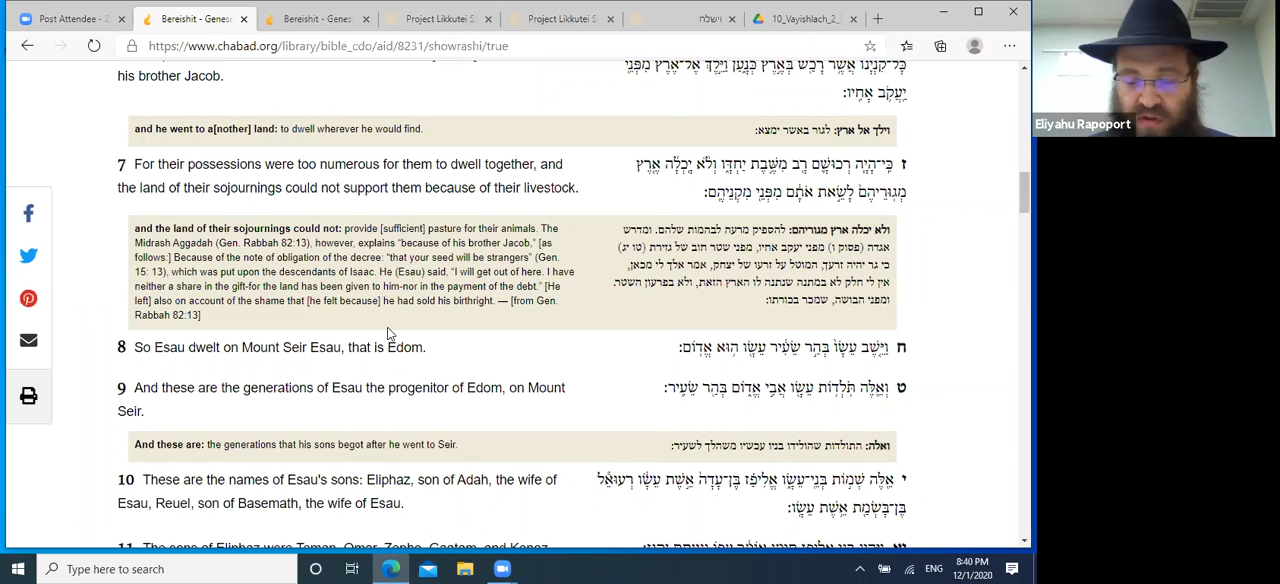 Post Attendee - Z
Bereishit - Genesi
Bereishit - Genesi
Project Likkutei S
Project Likkutei S
וישלח
10_Vayishlach_2_
https://www.chabad.org/library/bible_cdo/aid/8231/showrashi/true
his brother Jacob.
כָּל־קִנְיָנ֗וֹ אֲשֶׁ֥ר רָכַ֖שׁ בְּאֶ֣רֶץ כְּנָ֑עַן וַיֵּ֣לֶךְ אֶל־אֶ֔רֶץ מִפְּנֵ֖י
יַֽעֲקֹ֥ב אָחִֽיו:
and he went to a[nother] land: to dwell wherever he would find.
וילך אל ארץ: לגור באשר ימצא:
7 For their possessions were too numerous for them to dwell together, and
the land of their sojournings could not support them because of their livestock.
ז כִּֽי־הָיָ֧ה רְכוּשָׁ֛ם רָ֖ב מִשֶּׁ֣בֶת יַחְדָּ֑ו וְלֹ֨א יָֽכְלָ֜ה אֶ֤רֶץ
מְגֽוּרֵיהֶם֙ לָשֵׂ֣את אֹתָ֔ם מִפְּנֵ֖י מִקְנֵיהֶֽם:
and the land of their sojournings could not: provide [sufficient] pasture for their animals. The
Midrash Aggadah (Gen. Rabbah 82:13), however, explains “because of his brother Jacob,” [as
follows:] Because of the note of obligation of the decree: “that your seed will be strangers” (Gen.
15: 13), which was put upon the descendants of Isaac. He (Esau) said, “I will get out of here. I have
neither a share in the gift-for the land has been given to him-nor in the payment of the debt.” [He
left] also on account of the shame that [he felt because] he had sold his birthright. — [from Gen.
Rabbah 82:13]
ולא יכלה ארץ מגוריהם: להספיק מרעה לבהמות שלהם. ומדרש
אגדה (פסוק ו) מפני יעקב אחיו, מפני שטר חוב של גזירת (טו יג)
כי גר יהיה זרעך, המוטל על זרעו של יצחק, אמר אלך לי מכאן,
אין לי חלק לא במתנה שנתנה לו הארץ הזאת, ולא בפרעון השטר.
ומפני הבושה, שמכר בכורתו:
8 So Esau dwelt on Mount Seir Esau, that is Edom.
ח וַיֵּ֤שֶׁב עֵשָׂו֙ בְּהַ֣ר שֵׂעִ֔יר עֵשָׂ֖ו ה֥וּא אֱדֽוֹם:
9 And these are the generations of Esau the progenitor of Edom, on Mount
Seir.
ט וְאֵ֛לֶּה תֹּֽלְד֥וֹת עֵשָׂ֖ו אֲבִ֣י אֱד֑וֹם בְּהַ֖ר שֵׂעִֽיר:
And these are: the generations that his sons begot after he went to Seir.
ואלה: התולדות שהולידו בניו עכשיו משהלך לשעיר:
10 These are the names of Esau's sons: Eliphaz, son of Adah, the wife of
Esau, Reuel, son of Basemath, the wife of Esau.
י אֵ֖לֶּה שְׁמ֣וֹת בְּנֵֽי־עֵשָׂ֑ו אֱלִיפַ֗ז בֶּן־עָדָה֙ אֵ֣שֶׁת עֵשָׂ֔ו רְעוּאֵ֕ל
בֶּן־בָּֽשְׂמַ֖ת אֵ֥שֶׁת עֵשָֽׂו:
11 The sons of Eliphaz were Teman, Omar, Zepho, Gatam, and Kenaz.
Eliyahu Rapoport
Type here to search
ENG
8:40 PM
12/1/2020